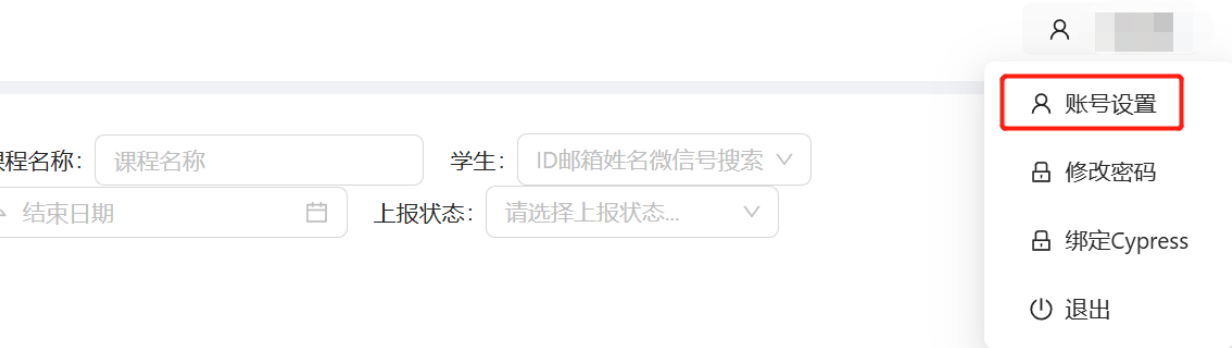 账号设置
课程名称： 课程名称 学生： ID邮箱姓名微信号搜索
修改密码
结束日期 上报状态： 请选择上报状态...
绑定Cypress
退出